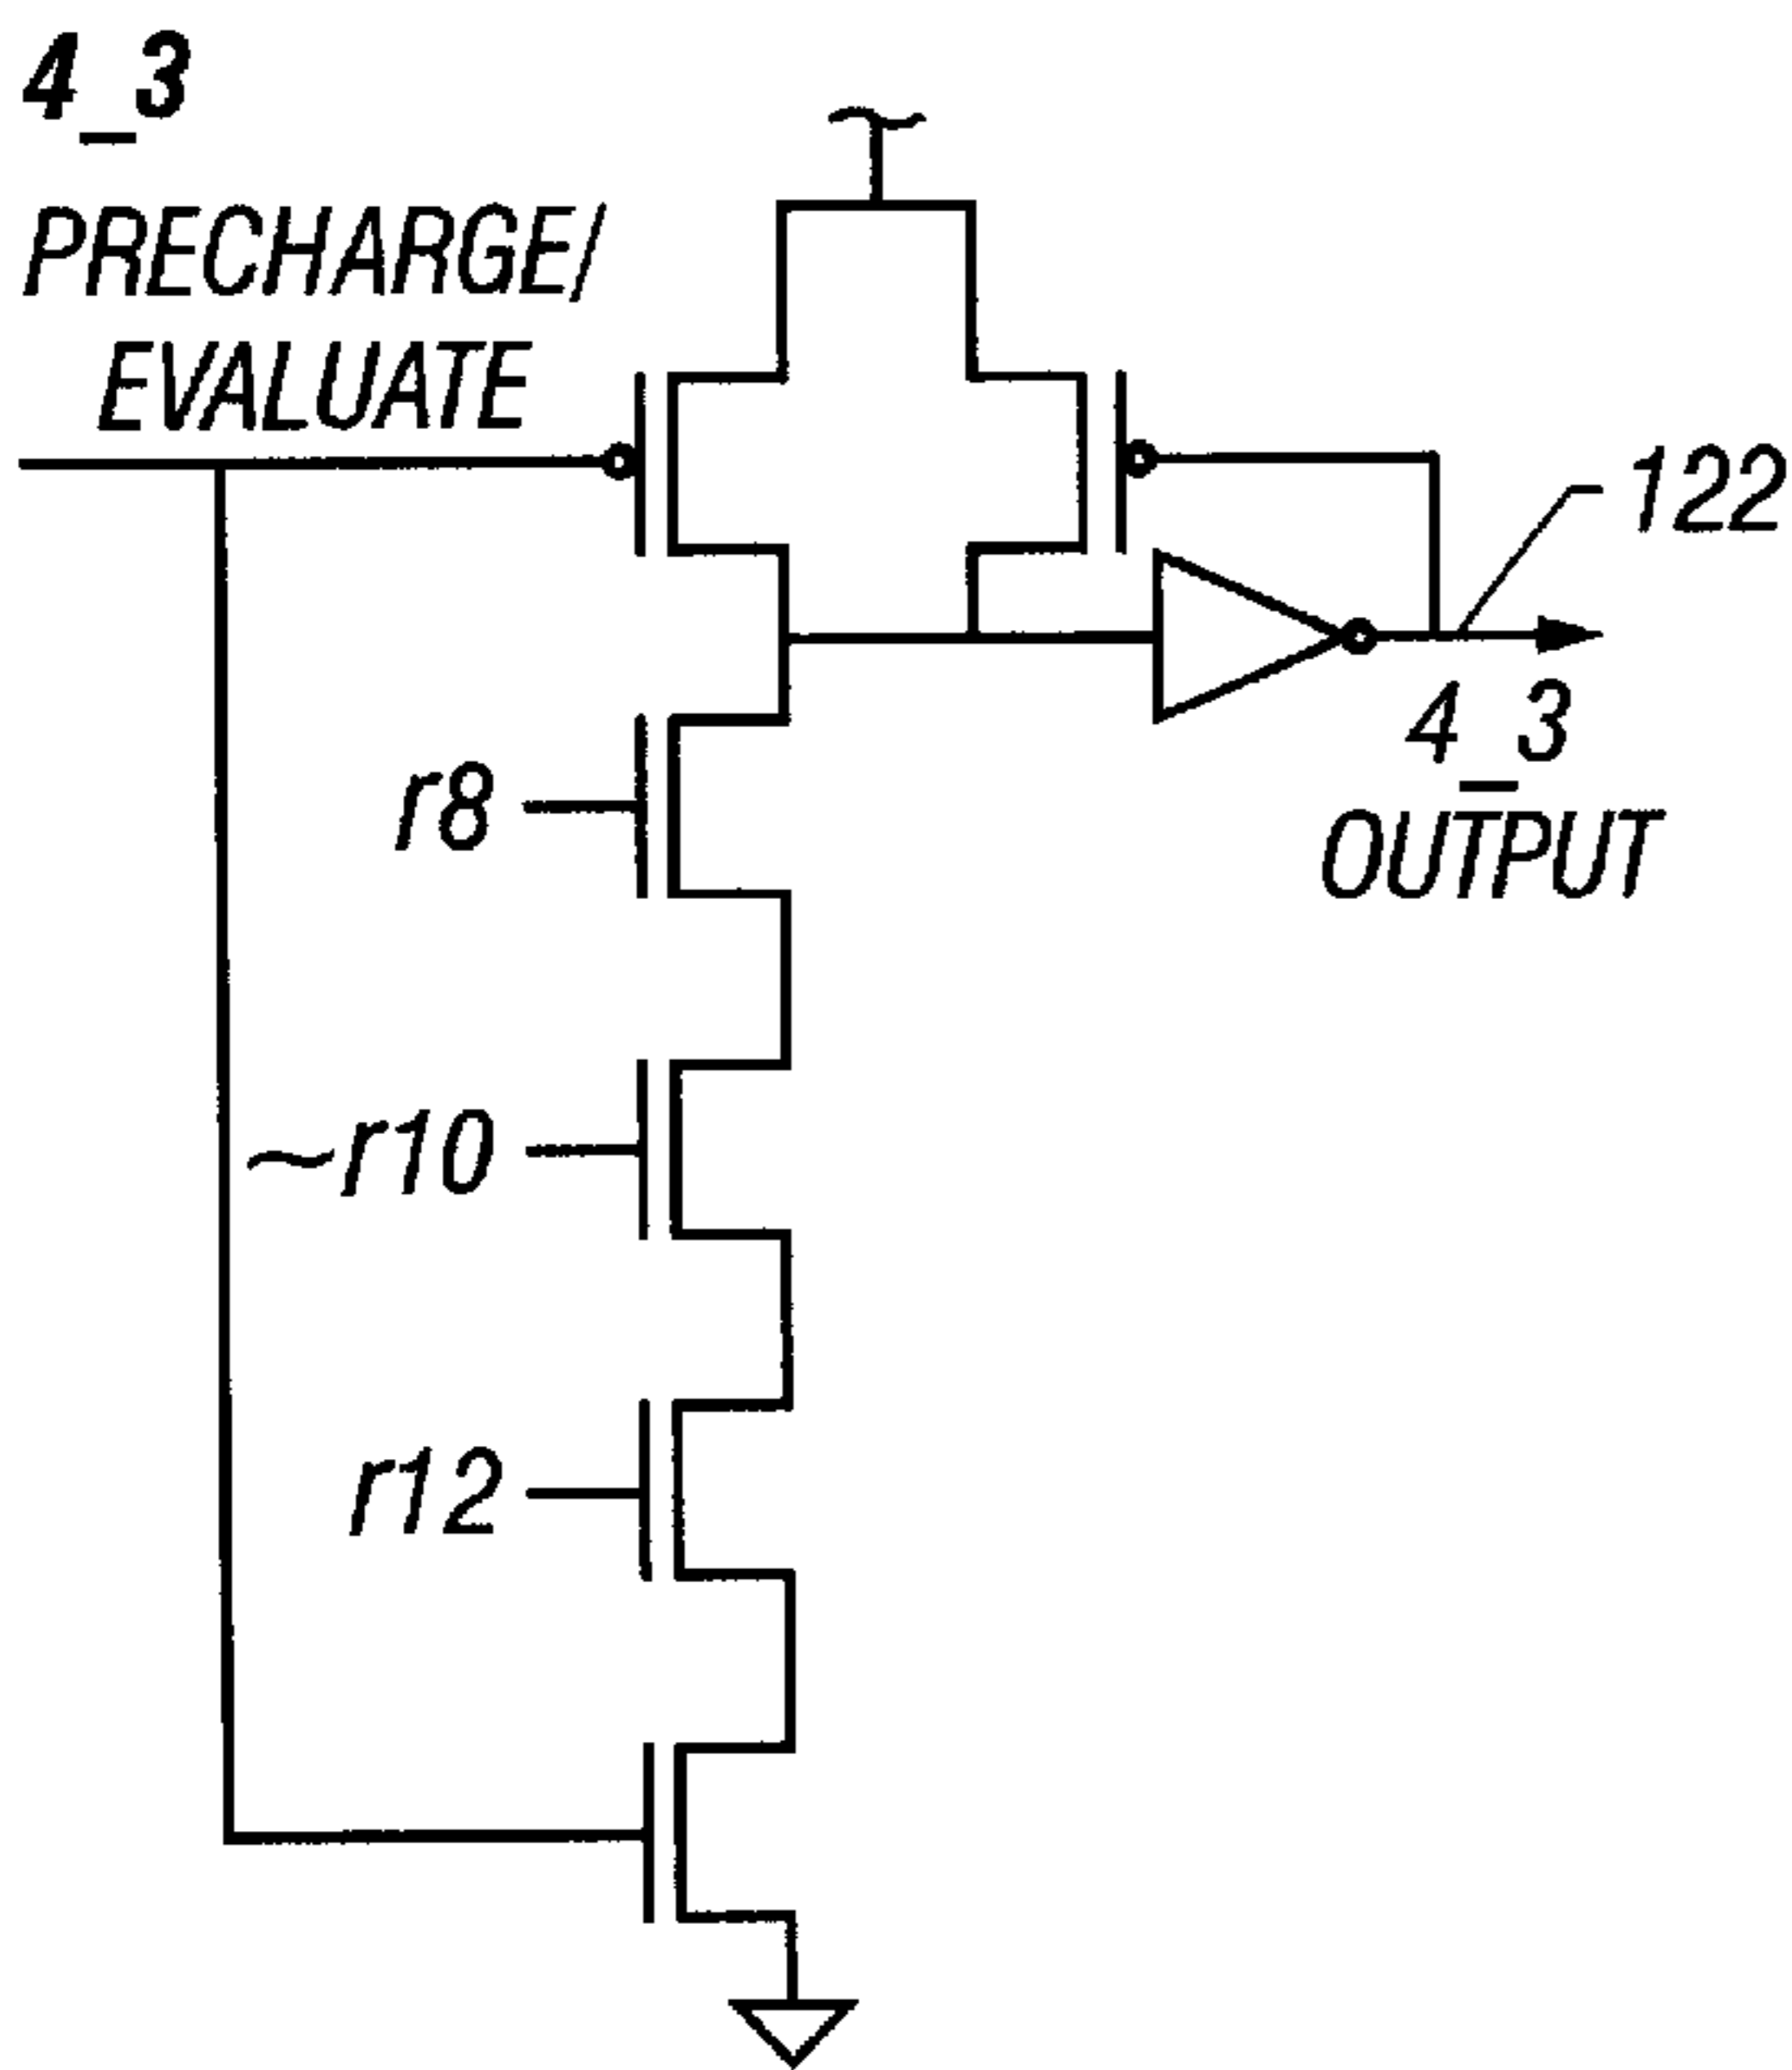 4_3
PRECHARGE/
EVALUATE
122
4_3
OUTPUT
r8
~r10
r12